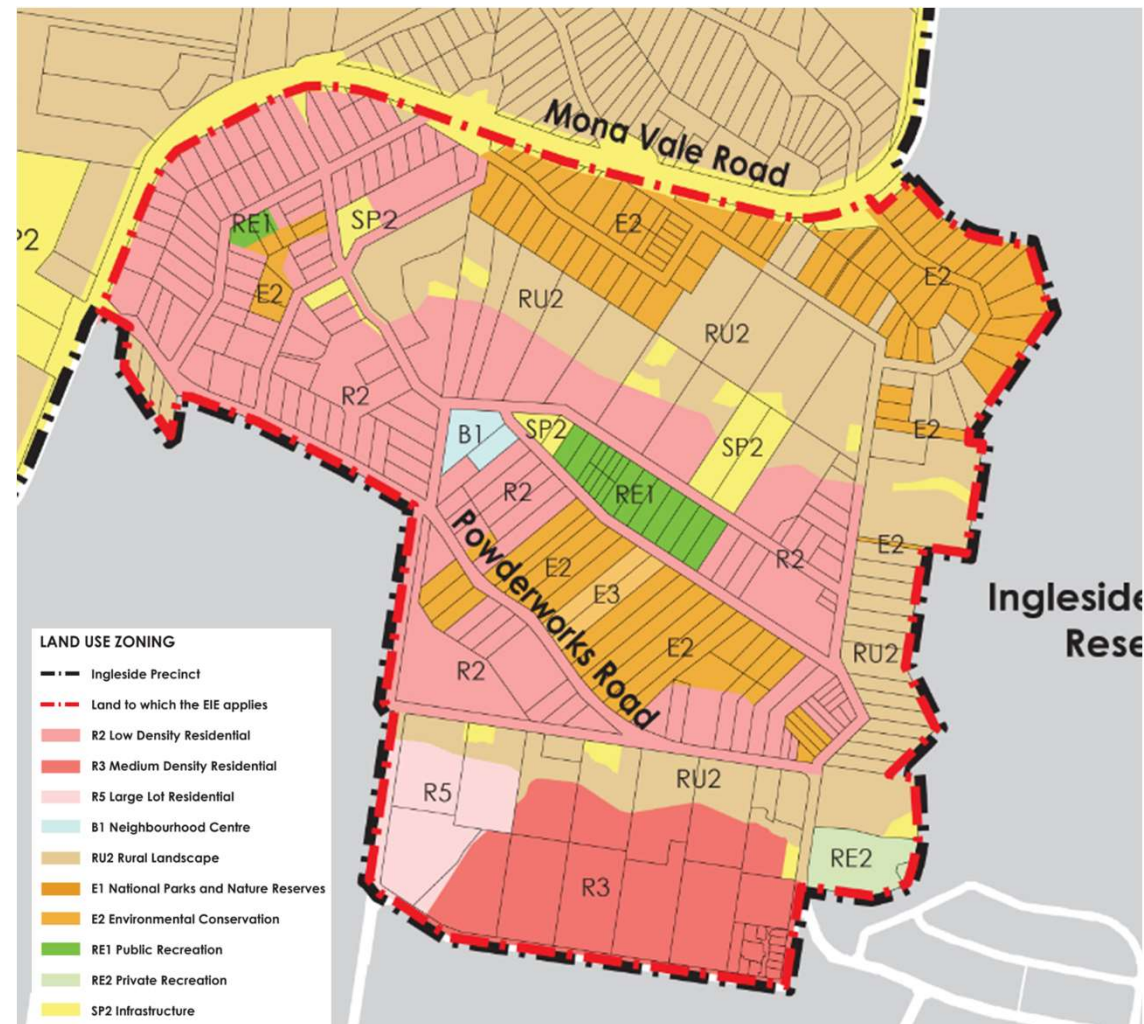 Mona Vale Road
RE1
SP2
E2
E2
P2
E2
RU2
RU2
R2
B1
SP2
SP2
E2
R2
RE1
Powderworks Road
E2
R2
E2
E3
E2
RU2
R2
Ingleside
Rese
RU2
R5
R3
RE2
LAND USE ZONING
Ingleside Precinct
Land to which the EIE applies
R2 Low Density Residential
R3 Medium Density Residential
R5 Large Lot Residential
B1 Neighbourhood Centre
RU2 Rural Landscape
E1 National Parks and Nature Reserves
E2 Environmental Conservation
RE1 Public Recreation
RE2 Private Recreation
SP2 Infrastructure